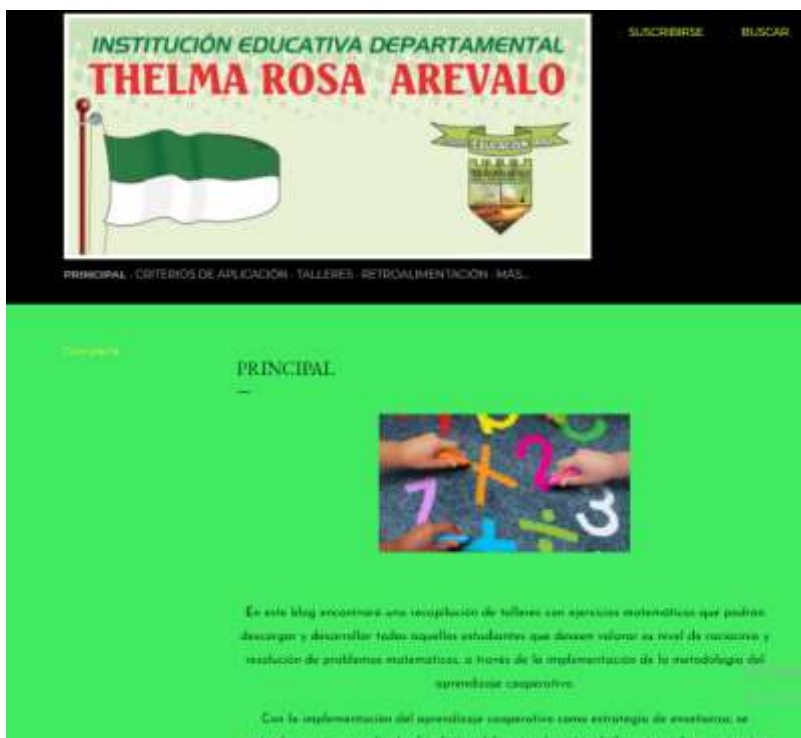 INSTITUCIÓN EDUCATIVA DEPARTAMENTAL
THELMA ROSA AREVALO
SUSCRIBIRSE BUSCAR
EDUCACION
PRINCIPAL · CRITERIOS DE APLICACIÓN · TALLERES · RETROALIMENTACIÓN · MÁS...
Compartir
PRINCIPAL
En este blog encontrará una recopilación de talleres con ejercicios matemáticos que podrán
descargar y desarrollar todos aquellos estudiantes que deseen valorar su nivel de raciocinio y
resolución de problemas matemáticos, a través de la implementación de la metodología del
aprendizaje cooperativo.
Con la implementación del aprendizaje cooperativo como estrategia de enseñanza, se